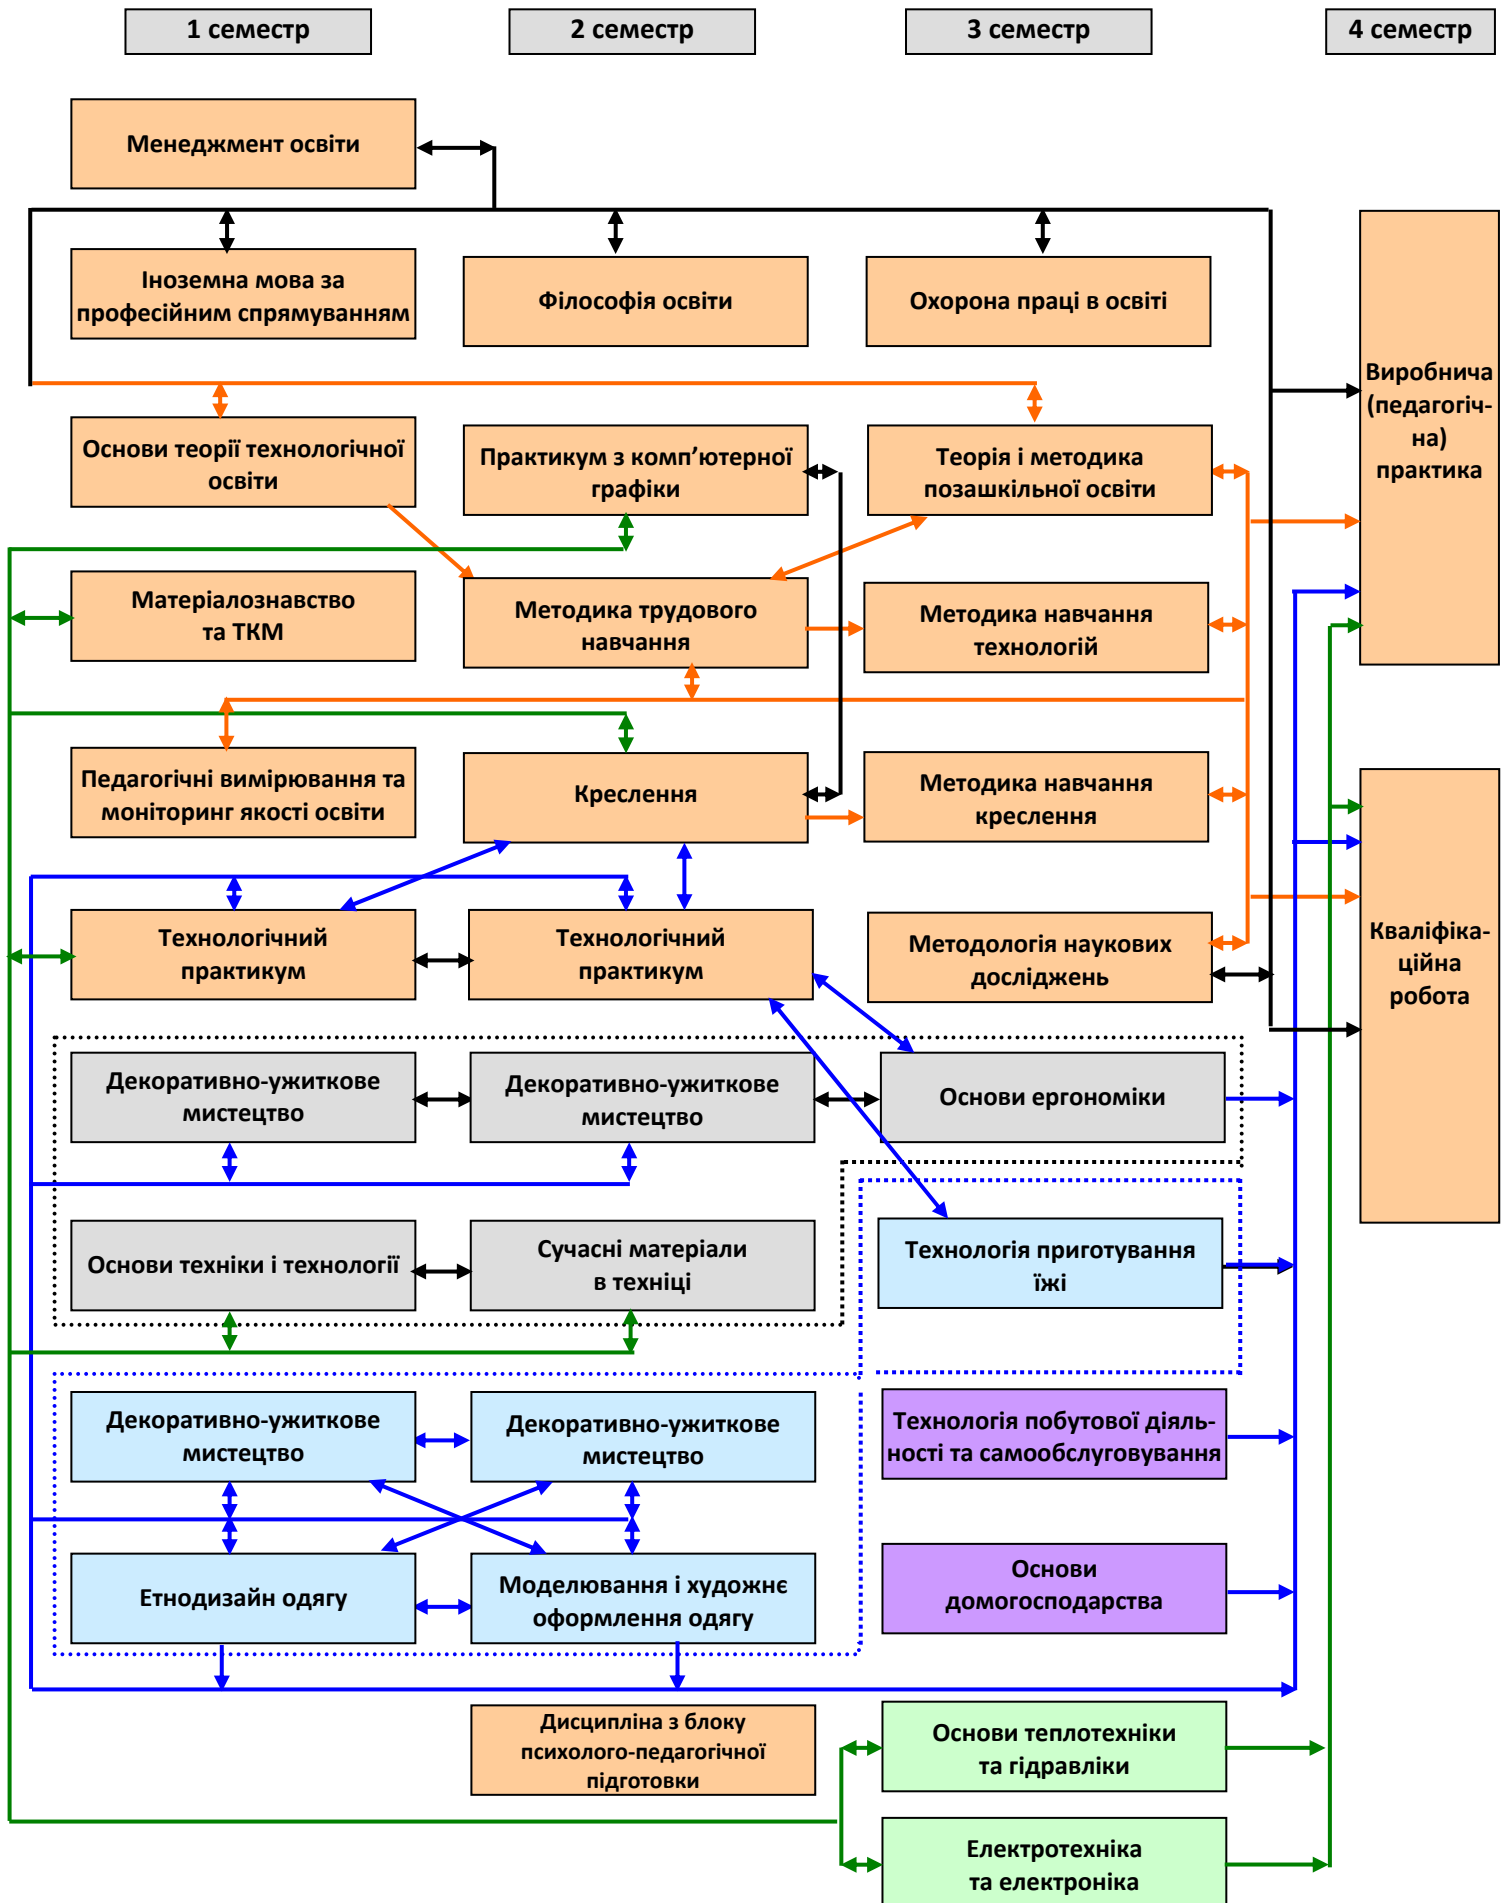 1 семестр
2 семестр
3 семестр
4 семестр
Менеджмент освіти
Іноземна мова за
професійним спрямуванням
Філософія освіти
Охорона праці в освіті
Виробнича
(педагогіч-
на)
практика
Основи теорії технологічної
освіти
Практикум з комп’ютерної
графіки
Теорія і методика
позашкільної освіти
Матеріалознавство
та ТКМ
Методика трудового
навчання
Методика навчання
технологій
Педагогічні вимірювання та
моніторинг якості освіти
Креслення
Методика навчання
креслення
Кваліфіка-
ційна
робота
Технологічний
практикум
Технологічний
практикум
Методологія наукових
досліджень
Декоративно-ужиткове
мистецтво
Декоративно-ужиткове
мистецтво
Основи ергономіки
Основи техніки і технології
Сучасні матеріали
в техніці
Технологія приготування
їжі
Декоративно-ужиткове
мистецтво
Декоративно-ужиткове
мистецтво
Технологія побутової діяль-
ності та самообслуговування
Етнодизайн одягу
Моделювання і художнє
оформлення одягу
Основи
домогосподарства
Дисципліна з блоку
психолого-педагогічної
підготовки
Основи теплотехніки
та гідравліки
Електротехніка
та електроніка